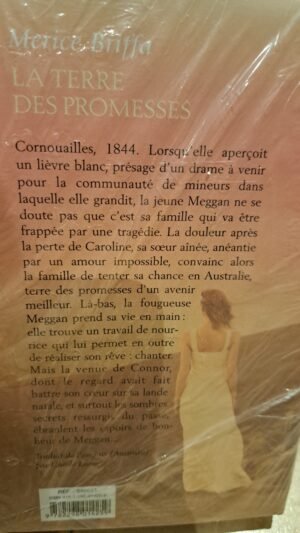 Merice Briffa
LA TERRE
DES PROMESSES
Cornouailles, 1844. Lorsqu'elle aperçoit
un lièvre blanc, présage d'un drame à venir
pour la communauté de mineurs dans
laquelle elle grandit, la jeune Meggan ne se
doute pas que c'est sa famille qui va être
frappée par une tragédie. La douleur après
la perte de Caroline, sa sœur aînée, anéantie
par un amour impossible, convainc alors
la famille de tenter sa chance en Australie,
terre des promesses d'un avenir
meilleur. Là-bas, la fougueuse
Meggan prend sa vie en main :
elle trouve un travail de nour-
rice qui lui permet en outre
de réaliser son rêve : chanter.
Mais la venue de Connor,
dont le regard avait fait
battre son cœur sur sa lande
natale, et surtout les sombres
secrets ressurgis du passé,
ébranlent les espoirs de bon-
heur de Meggan...
Traduit de l'anglais (Australie)
par